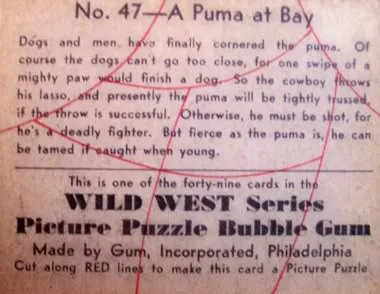 No. 47—A Puma at Bay
Dogs and men have finally cornered the puma. Of
course the dogs can't go too close, for one swipe of a
mighty paw would finish a dog. So the cowboy throws
his lasso, and presently the puma will be tightly trussed,
if the throw is successful. Otherwise, he must be shot, for
he's a deadly fighter. But fierce as the puma is, he can
be tamed if caught when young.
This is one of the forty-nine cards in the
WILD WEST Series
Picture Puzzle Bubble Gum
Made by Gum, Incorporated, Philadelphia
Cut along RED lines to make this card a Picture Puzzle